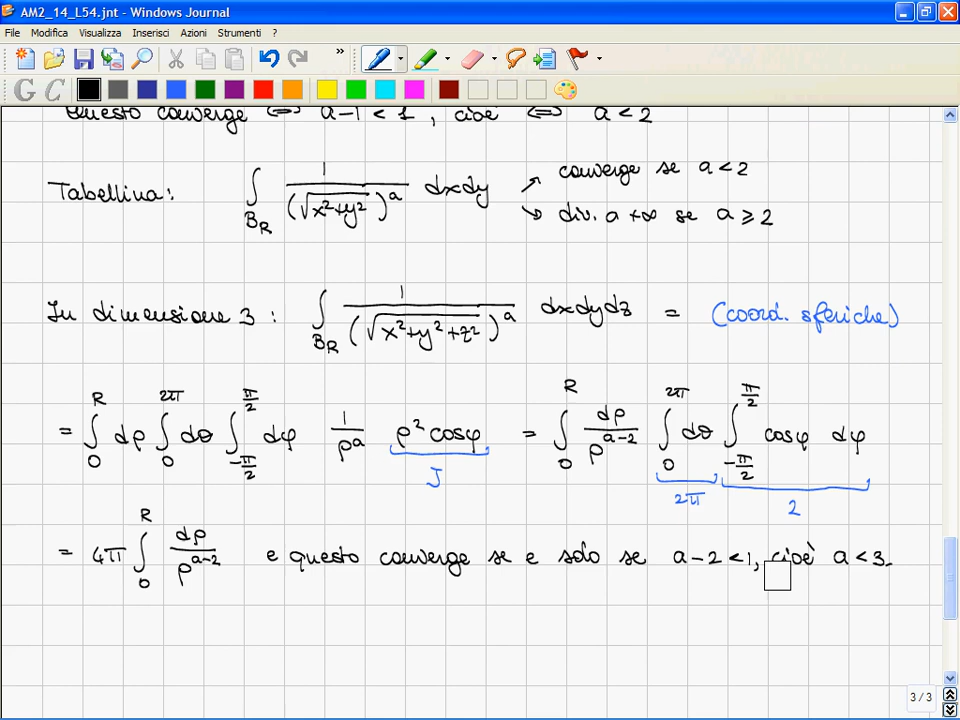 AM2_14_L54.jnt - Windows Journal
File Modifica Visualizza Inserisci Azioni Strumenti ?
Questo converge ⟺ a-1 < 1, cioè ⟺ a < 2
Tabellina: ∫_{B_R} 1/(√(x²+y²))^a dxdy ↗ converge se a < 2
↘ div. a +∞ se a ⩾ 2
In dimensione 3 : ∫_{B_R} 1/(√(x²+y²+z²))^a dxdydz = (coord. sferiche)
= ∫_0^R dρ ∫_0^{2π} dθ ∫_{-π/2}^{π/2} dφ 1/ρ^a ρ² cosφ = ∫_0^R dρ/ρ^{a-2} ∫_0^{2π} dθ ∫_{-π/2}^{π/2} cosφ dφ
J 2π 2
= 4π ∫_0^R dρ/ρ^{a-2} e questo converge se e solo se a-2 < 1, cioè a < 3.
3 / 3